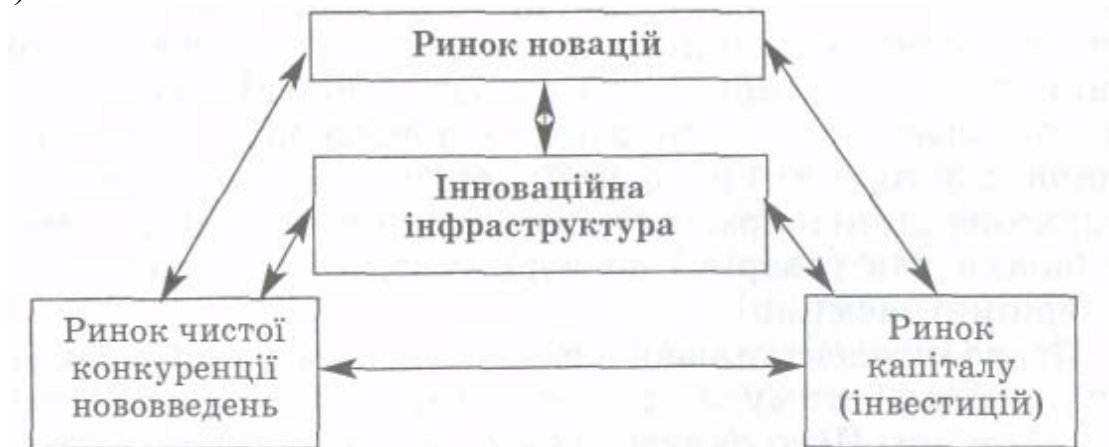 )
Ринок новацій
Інноваційна
інфраструктура
Ринок чистої
конкуренції
нововведень
Ринок
капіталу
(інвестицій)